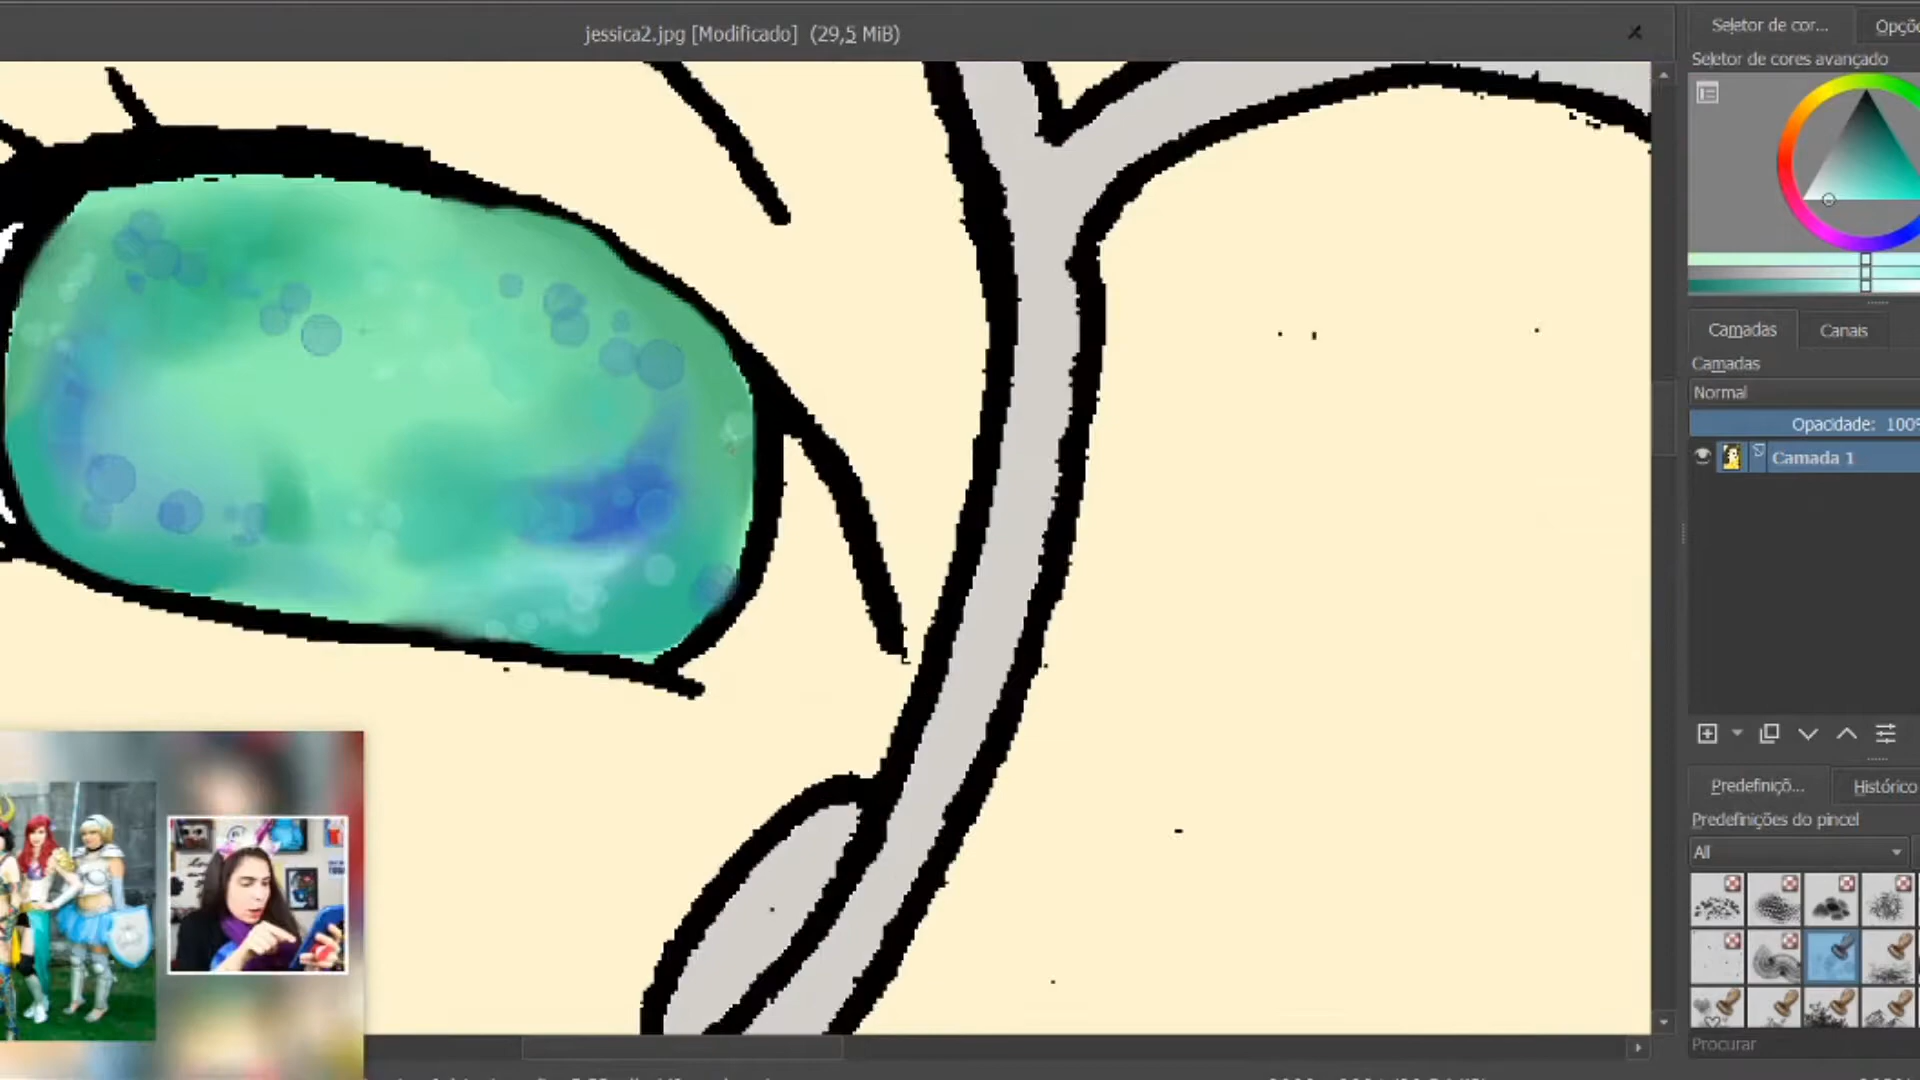 jessica2.jpg [Modificado] (29,5 MiB)
Seletor de cor...
Opçõe
Seletor de cores avançado
Camadas
Canais
Camadas
Normal
Opacidade: 100%
Camada 1
Predefiniçõ...
Histórico
Predefinições do pincel
All
Procurar